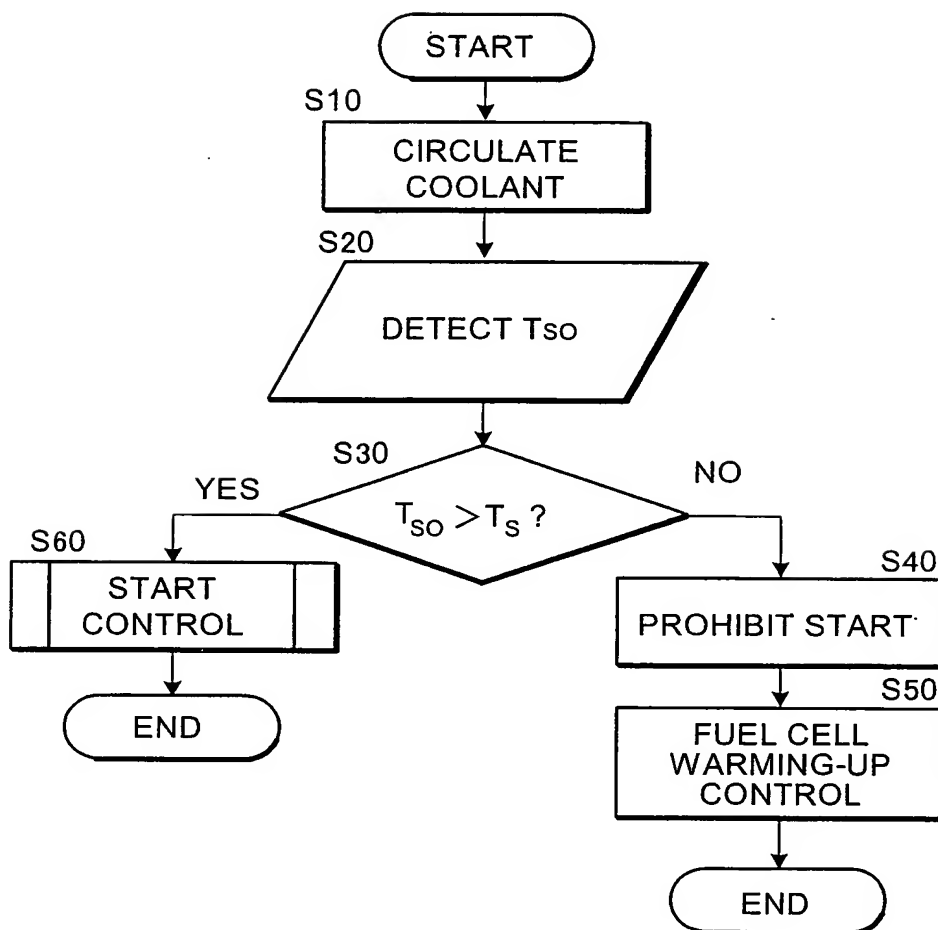 START
S10
CIRCULATE
COOLANT
S20
DETECT TSO
S30
YES
NO
TSO > TS ?
S60
START
CONTROL
END
S40
PROHIBIT START
S50
FUEL CELL
WARMING-UP
CONTROL
END